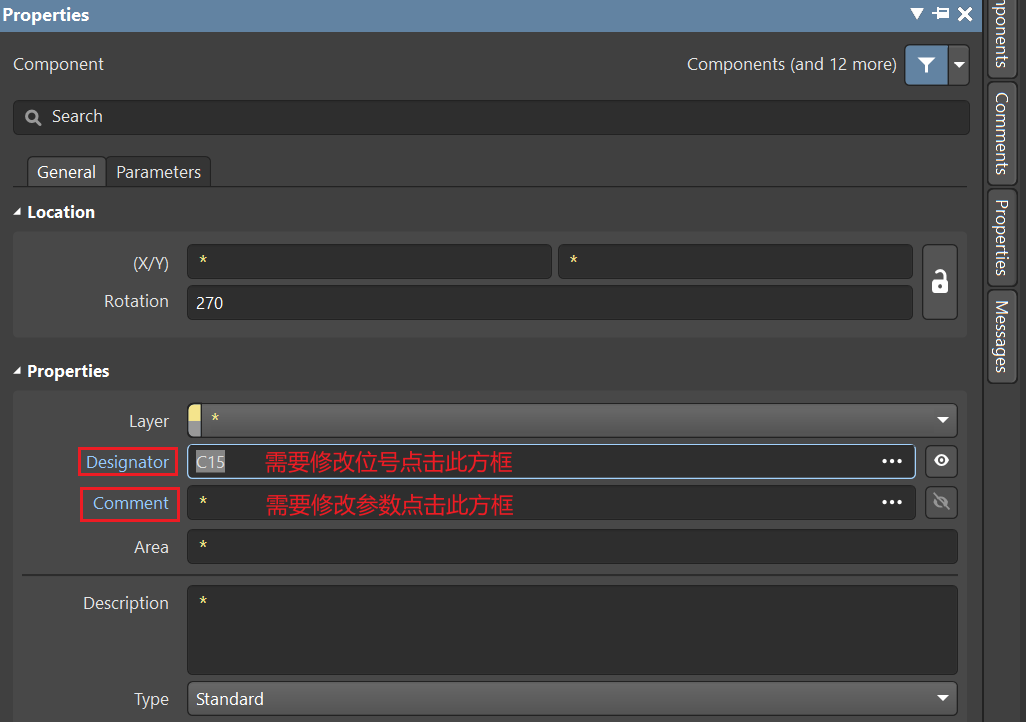 Properties
Component
Components (and 12 more)
Search
General
Parameters
Location
(X/Y)
*
*
Rotation
270
Properties
Layer
*
Designator
C15
需要修改位号点击此方框
Comment
*
需要修改参数点击此方框
Area
*
Description
*
Type
Standard
ponents
Comments
Properties
Messages